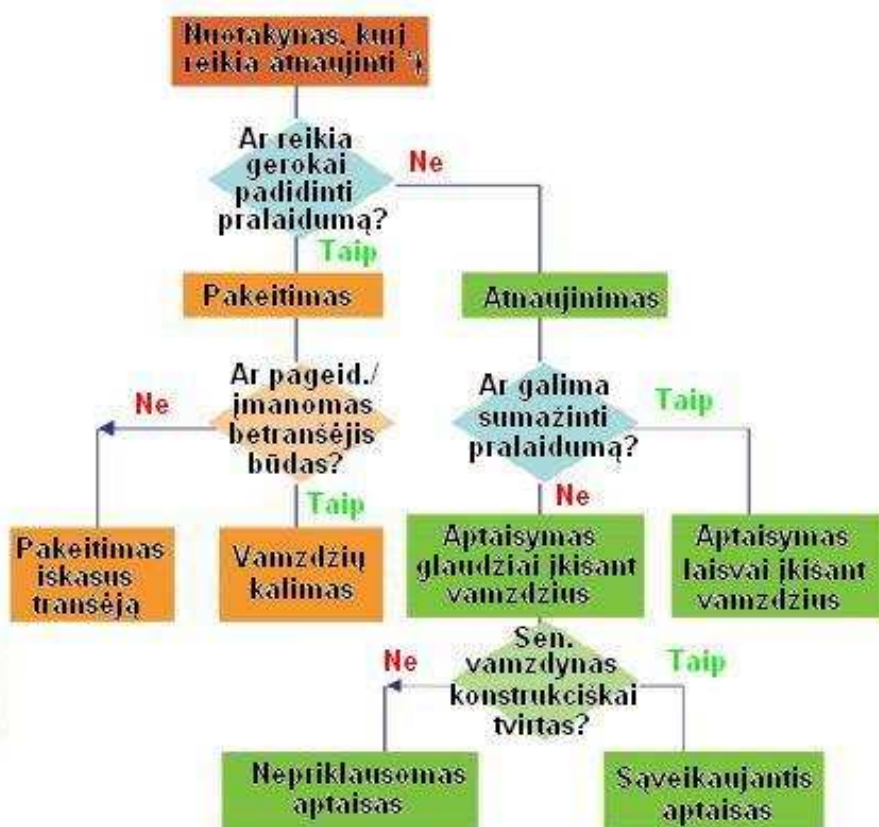 Nuotakynas, kurį
reikia atnaujinti *)
Ar reikia
gerokai
padidinti
pralaidumą?
Ne
Taip
Pakeitimas
Atnaujinimas
Ar pageid./
įmanomas
betranšėjis
būdas?
Ne
Taip
Ar galima
sumažinti
pralaidumą?
Taip
Ne
Pakeitimas
iškasus
tranšėją
Vamzdžių
kalimas
Aptaisymas
glaudžiai įkišant
vamzdžius
Aptaisymas
laisvai įkišant
vamzdžius
Sen.
vamzdynas
konstrukciškai
tvirtas?
Ne
Taip
Nepriklausomas
aptaisas
Sąveikaujantis
aptaisas